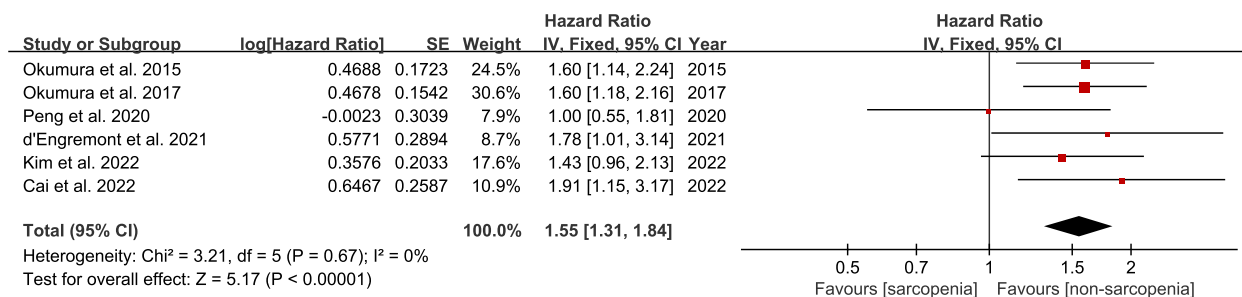 Hazard Ratio Hazard Ratio
Study or Subgroup log[Hazard Ratio] SE Weight IV, Fixed, 95% CI Year IV, Fixed, 95% CI
Okumura et al. 2015 0.4688 0.1723 24.5% 1.60 [1.14, 2.24] 2015
Okumura et al. 2017 0.4678 0.1542 30.6% 1.60 [1.18, 2.16] 2017
Peng et al. 2020 -0.0023 0.3039 7.9% 1.00 [0.55, 1.81] 2020
d'Engremont et al. 2021 0.5771 0.2894 8.7% 1.78 [1.01, 3.14] 2021
Kim et al. 2022 0.3576 0.2033 17.6% 1.43 [0.96, 2.13] 2022
Cai et al. 2022 0.6467 0.2587 10.9% 1.91 [1.15, 3.17] 2022
Total (95% CI) 100.0% 1.55 [1.31, 1.84]
Heterogeneity: Chi² = 3.21, df = 5 (P = 0.67); I² = 0%
Test for overall effect: Z = 5.17 (P < 0.00001)
0.5 0.7 1 1.5 2
Favours [sarcopenia] Favours [non-sarcopenia]